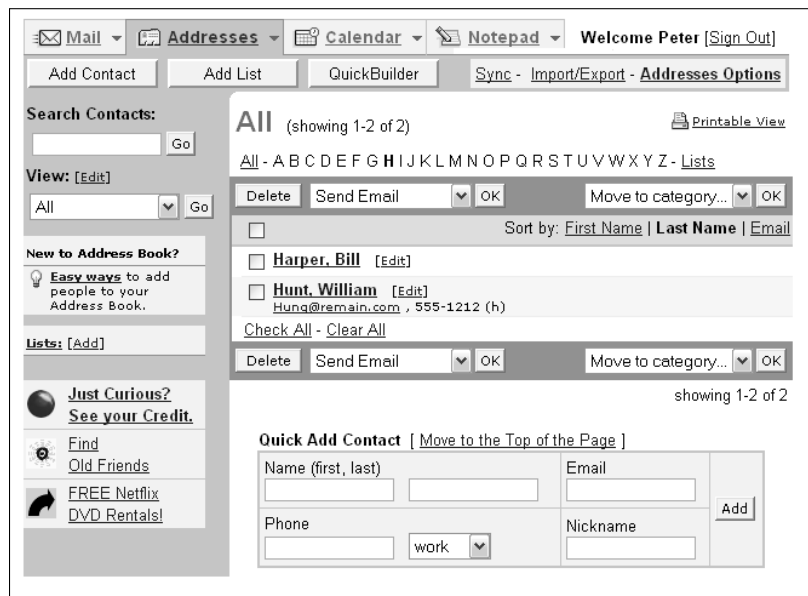 Mail Addresses Calendar Notepad Welcome Peter [Sign Out]
Add Contact Add List QuickBuilder Sync - Import/Export - Addresses Options
Search Contacts:
Go
View: [Edit]
All Go
New to Address Book?
Easy ways to add
people to your
Address Book.
Lists: [Add]
Just Curious?
See your Credit.
Find
Old Friends
FREE Netflix
DVD Rentals!
All (showing 1-2 of 2) Printable View
All - A B C D E F G H I J K L M N O P Q R S T U V W X Y Z - Lists
Delete Send Email OK Move to category... OK
Sort by: First Name | Last Name | Email
Harper, Bill [Edit]
Hunt, William [Edit]
Hung@remain.com , 555-1212 (h)
Check All - Clear All
Delete Send Email OK Move to category... OK
showing 1-2 of 2
Quick Add Contact [ Move to the Top of the Page ]
Name (first, last) Email
Add
Phone Nickname
work